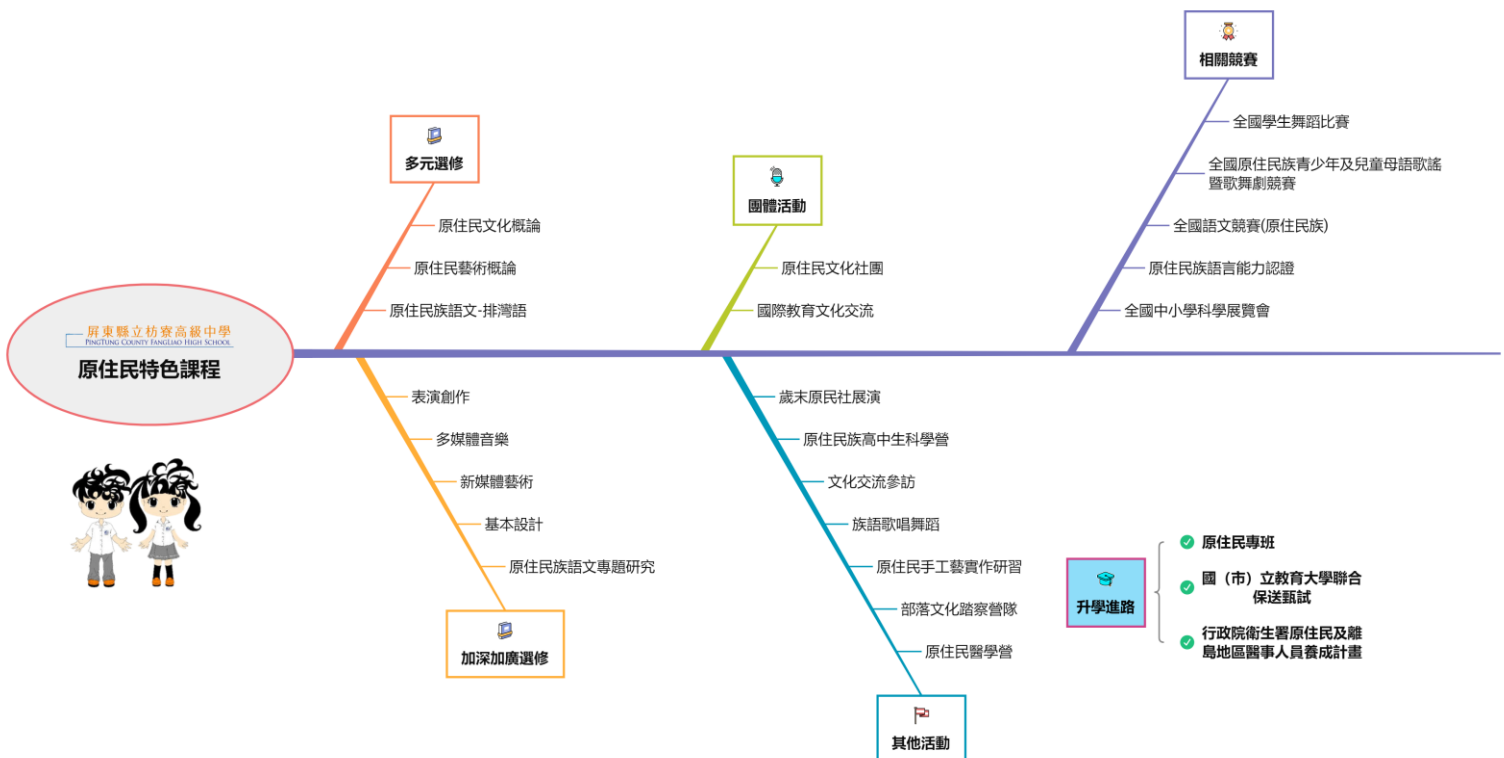 屏東縣立枋寮高級中學
PINGTUNG COUNTY FANGLIAO HIGH SCHOOL
原住民特色課程
多元選修
原住民文化概論
原住民藝術概論
原住民族語文-排灣語
表演創作
多媒體音樂
新媒體藝術
基本設計
原住民族語文專題研究
加深加廣選修
團體活動
原住民文化社團
國際教育文化交流
歲末原民社展演
原住民族高中生科學營
文化交流參訪
族語歌唱舞蹈
原住民手工藝實作研習
部落文化踏察營隊
原住民醫學營
其他活動
相關競賽
全國學生舞蹈比賽
全國原住民族青少年及兒童母語歌謠
暨歌舞劇競賽
全國語文競賽(原住民族)
原住民族語言能力認證
全國中小學科學展覽會
升學進路
原住民專班
國（市）立教育大學聯合
保送甄試
行政院衛生署原住民及離
島地區醫事人員養成計畫